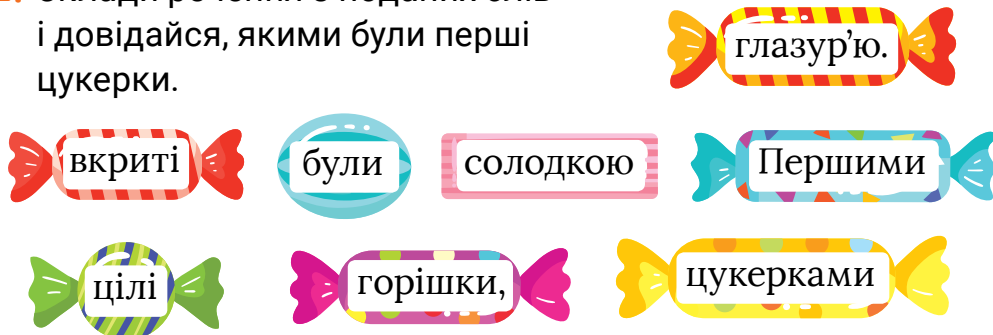 і довідайся, якими були перші
цукерки.
глазур’ю.
вкриті
були
солодкою
Першими
цілі
горішки,
цукерками